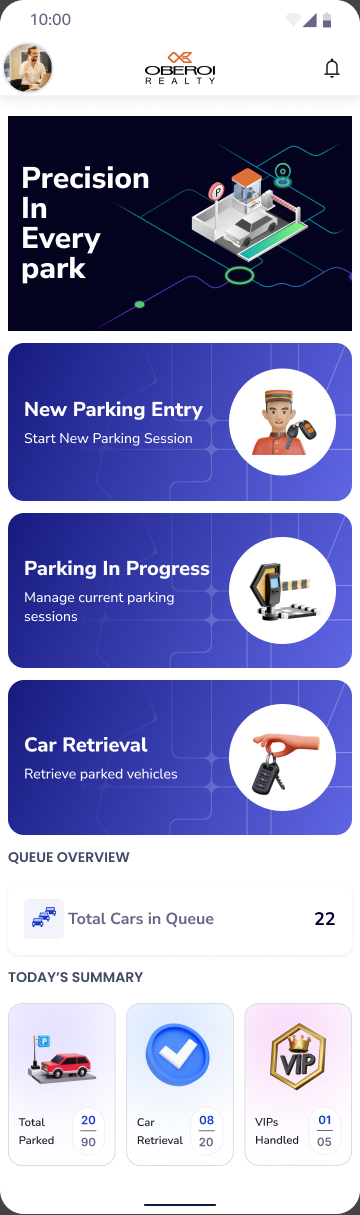 10:00
OBEROI
REALTY
Precision
In
Every
park
P
New Parking Entry
Start New Parking Session
Parking In Progress
Manage current parking
sessions
Car Retrieval
Retrieve parked vehicles
QUEUE OVERVIEW
Total Cars in Queue 22
TODAY’S SUMMARY
P
VIP
Total
Parked
20
90
Car
Retrieval
08
20
VIPs
Handled
01
05